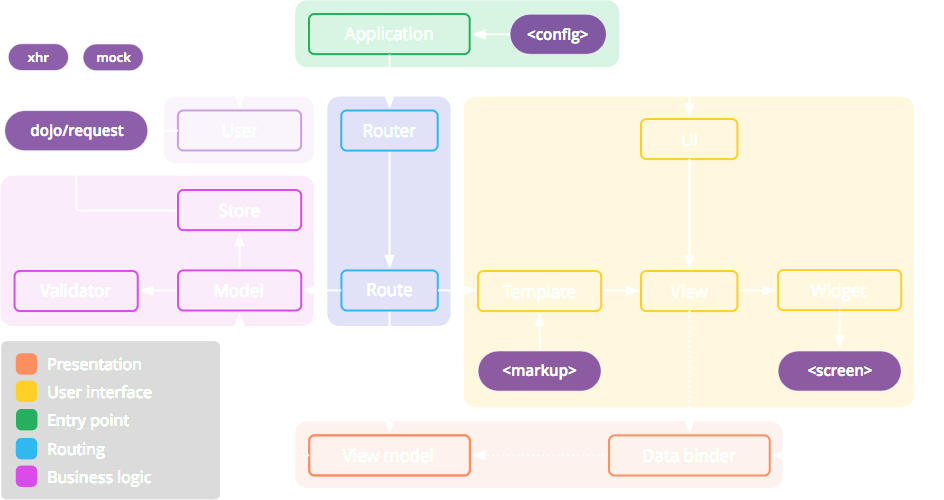 Application
<config>
xhr
mock
dojo/request
User
Router
UI
Store
Validator
Model
Route
Template
View
Widget
<markup>
<screen>
Presentation
User interface
Entry point
Routing
Business logic
View model
Data binder